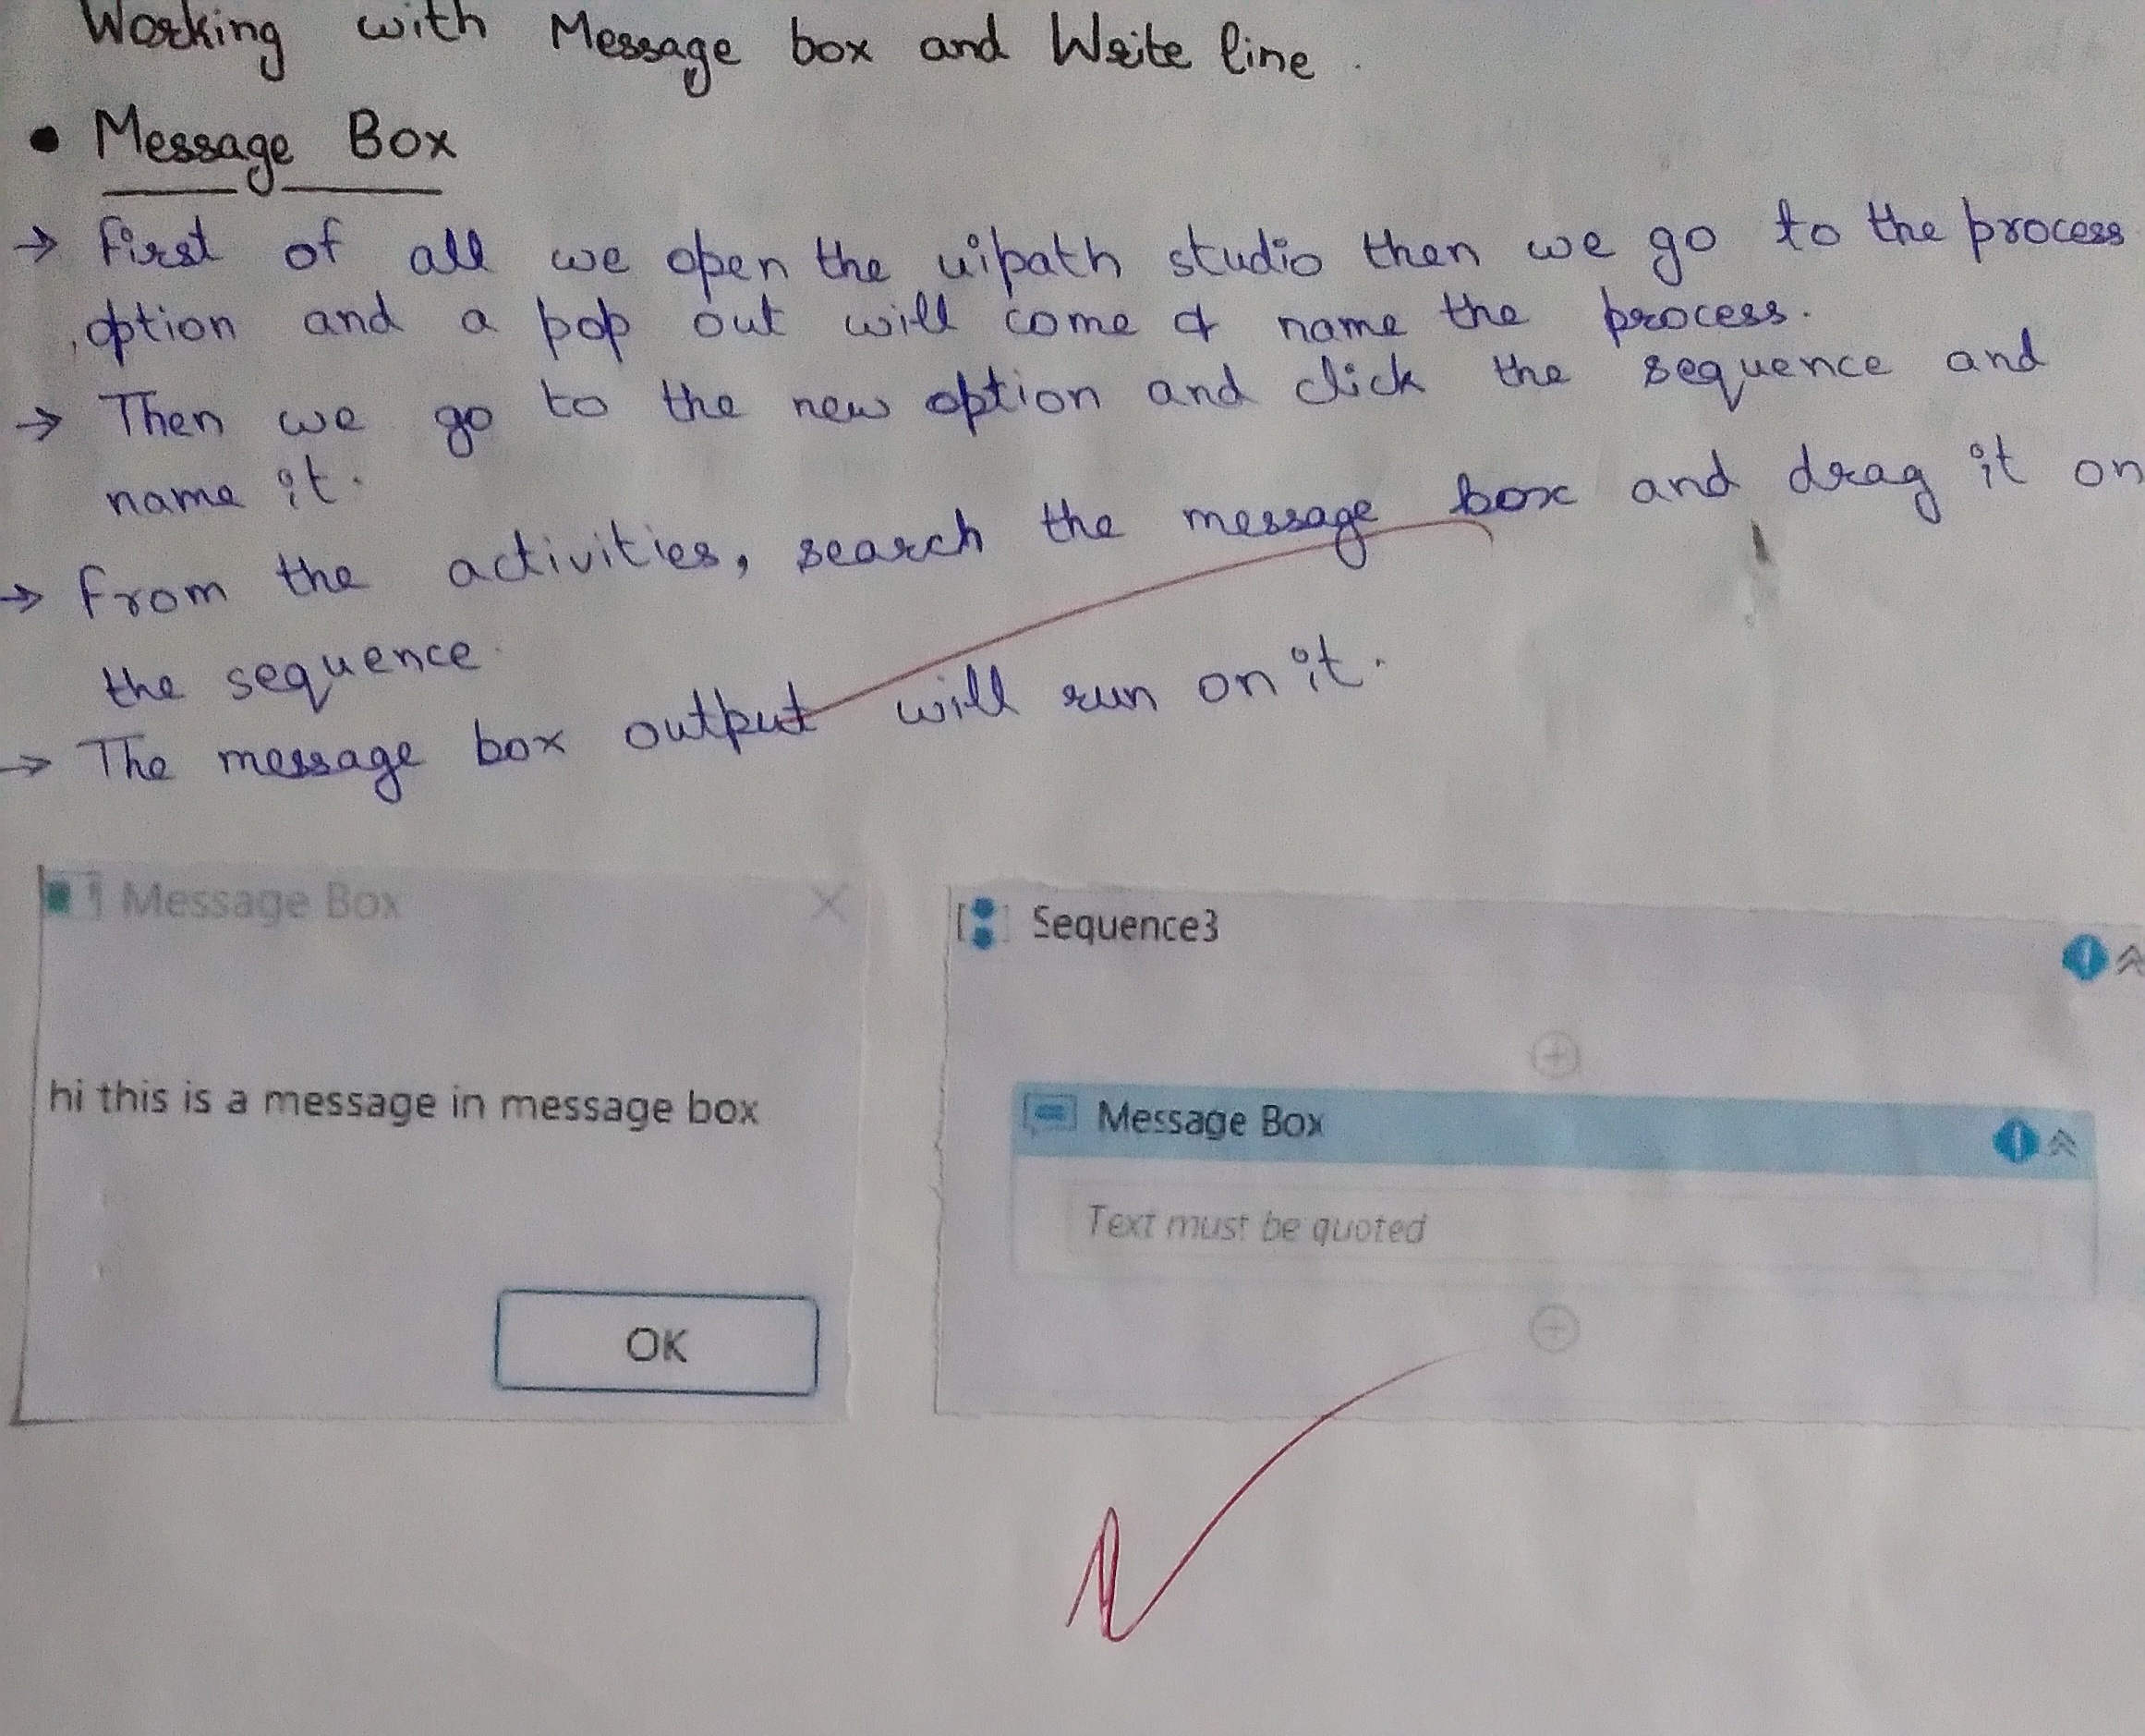 Working with Message box and Write line.
• Message Box
→ First of all we open the uipath studio then we go to the process
option and a pop out will come & name the process.
→ Then we go to the new option and click the sequence and
name it.
→ From the activities, search the message box and drag it on
the sequence.
→ The message box output will run on it.
Message Box
hi this is a message in message box
OK
Sequence3
Message Box
Text must be quoted